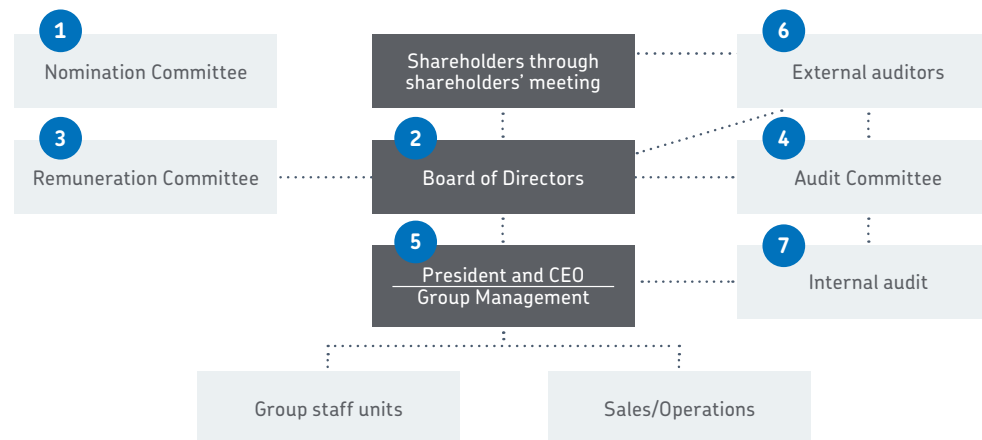 1
Nomination Committee
Shareholders through
shareholders' meeting
6
External auditors
3
Remuneration Committee
2
Board of Directors
4
Audit Committee
5
President and CEO
Group Management
7
Internal audit
Group staff units
Sales/Operations